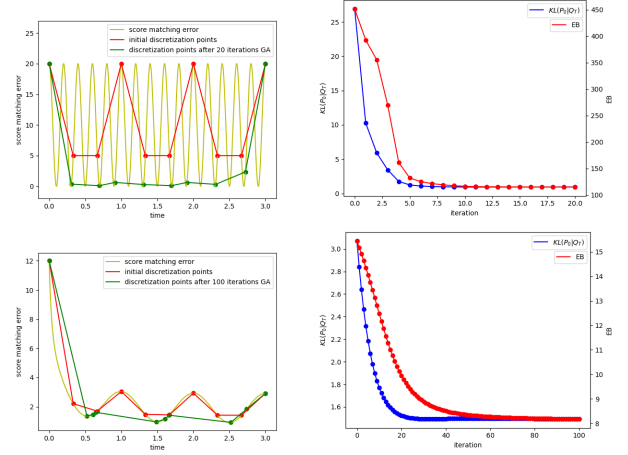 score matching error
initial discretization points
discretization points after 20 iterations GA
score matching error
20
15
10
5
0
0.0 0.5 1.0 1.5 2.0 2.5 3.0
time
KL(P₀|Q_T)
EB
KL(P₀|Q_T)
25
20
15
10
5
0.0 2.5 5.0 7.5 10.0 12.5 15.0 17.5 20.0
iteration
450
400
350
300
250
200
150
100
EB
score matching error
initial discretization points
discretization points after 100 iterations GA
score matching error
12
10
8
6
4
2
0.0 0.5 1.0 1.5 2.0 2.5 3.0
time
KL(P₀|Q_T)
EB
KL(P₀|Q_T)
3.0
2.8
2.6
2.4
2.2
2.0
1.8
1.6
0 20 40 60 80 100
iteration
15
14
13
12
11
10
9
8
EB